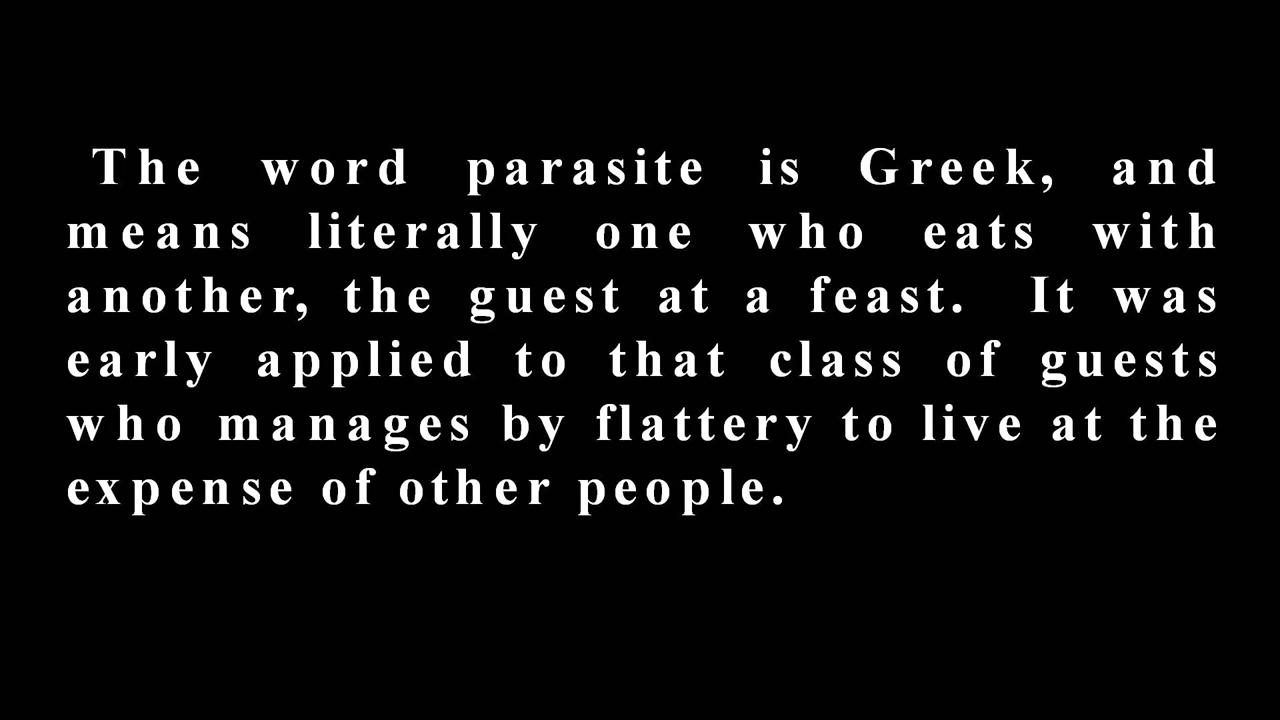 The word parasite is Greek, and
means literally one who eats with
another, the guest at a feast. It was
early applied to that class of guests
who manages by flattery to live at the
expense of other people.